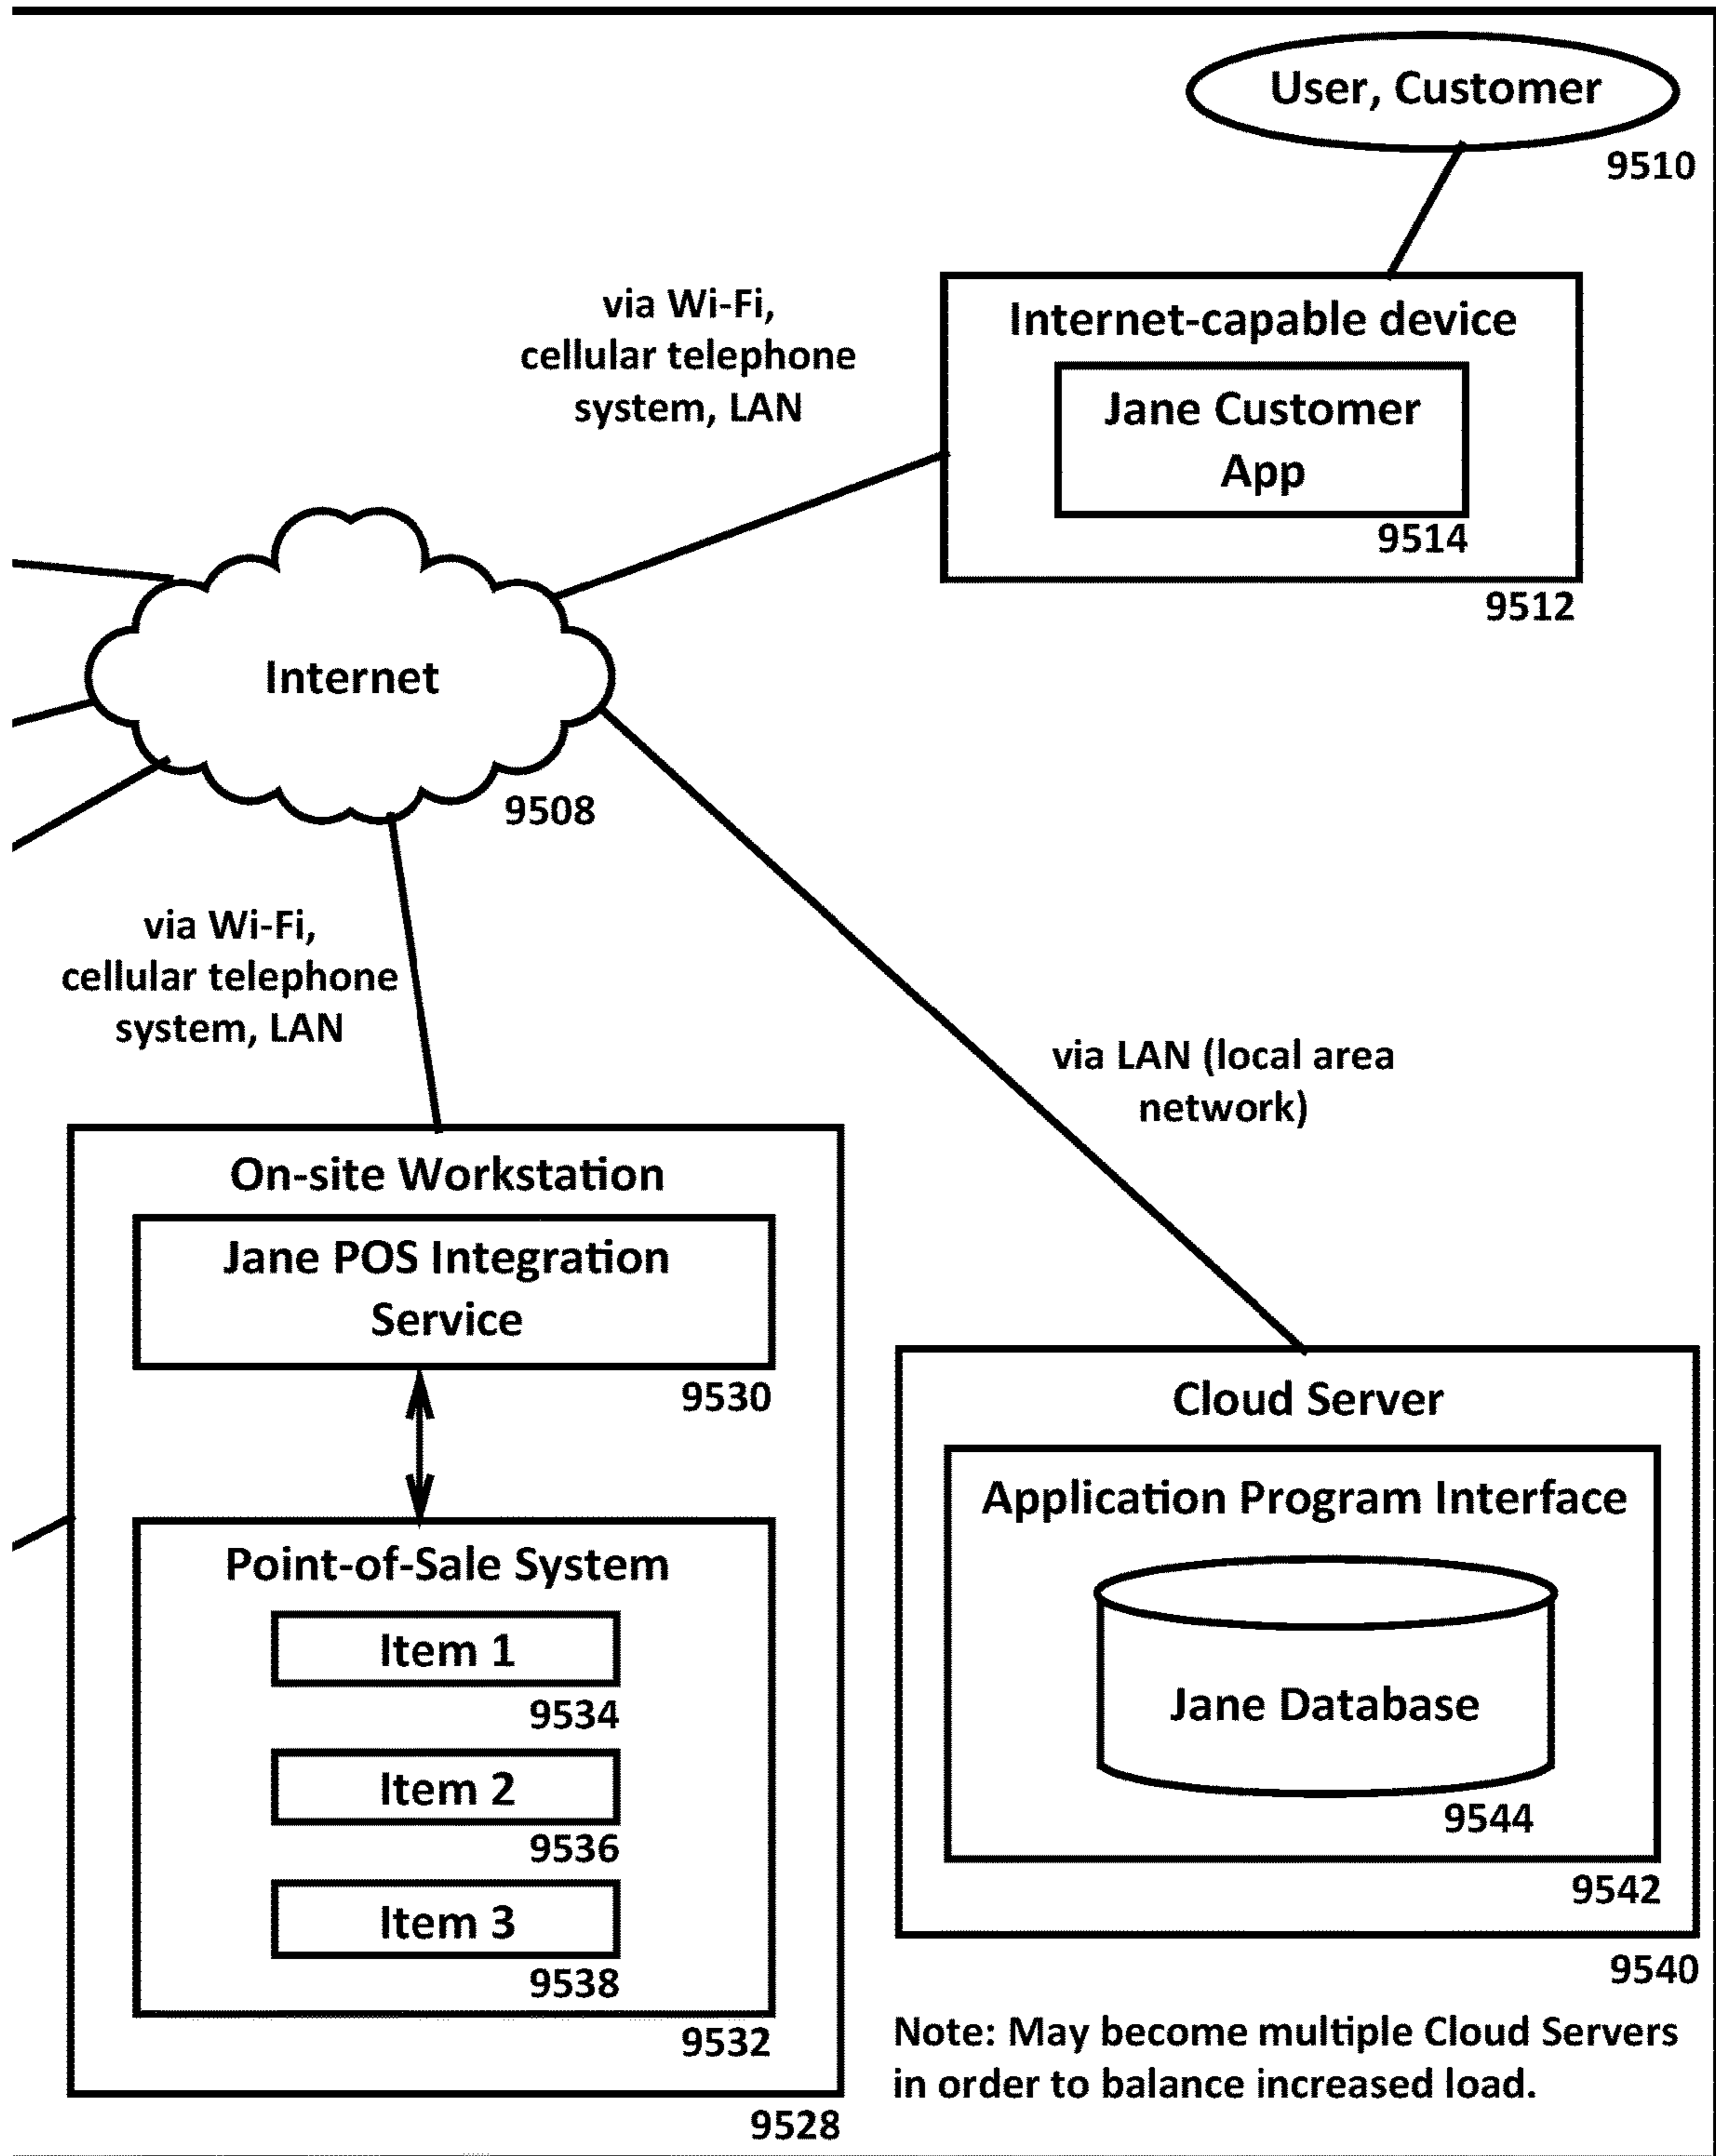 User, Customer
9510
Internet-capable device
Jane Customer
App
9514
9512
via Wi-Fi,
cellular telephone
system, LAN
Internet
9508
via Wi-Fi,
cellular telephone
system, LAN
via LAN (local area
network)
On-site Workstation
Jane POS Integration
Service
9530
Point-of-Sale System
Item 1
9534
Item 2
9536
Item 3
9538
9532
9528
Cloud Server
Application Program Interface
Jane Database
9544
9542
9540
Note: May become multiple Cloud Servers
in order to balance increased load.